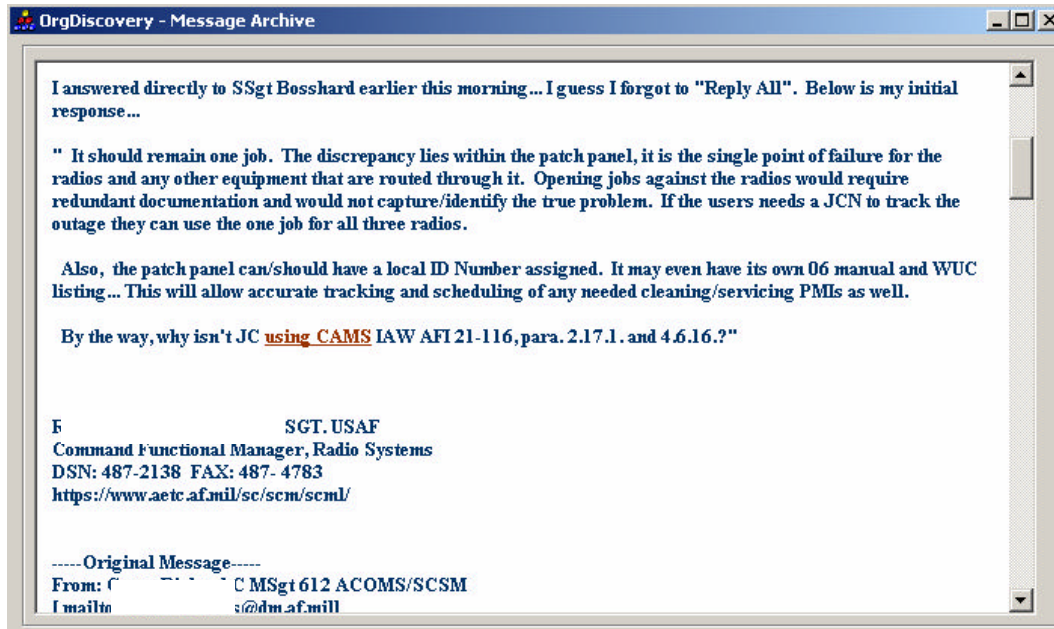 OrgDiscovery - Message Archive
I answered directly to SSgt Bosshard earlier this morning... I guess I forgot to "Reply All". Below is my initial
response...
" It should remain one job. The discrepancy lies within the patch panel, it is the single point of failure for the
radios and any other equipment that are routed through it. Opening jobs against the radios would require
redundant documentation and would not capture/identify the true problem. If the users needs a JCN to track the
outage they can use the one job for all three radios.
Also, the patch panel can/should have a local ID Number assigned. It may even have its own 06 manual and WUC
listing... This will allow accurate tracking and scheduling of any needed cleaning/servicing PMIs as well.
By the way, why isn't JC using CAMS IAW AFI 21-116, para. 2.17.1. and 4.6.16.?"
SGT. USAF
Command Functional Manager, Radio Systems
DSN: 487-2138 FAX: 487- 4783
https://www.aetc.af.mil/sc/scm/scml/
-----Original Message-----
From: C MSgt 612 ACOMS/SCSM
[mailto s@dm.af.mil]